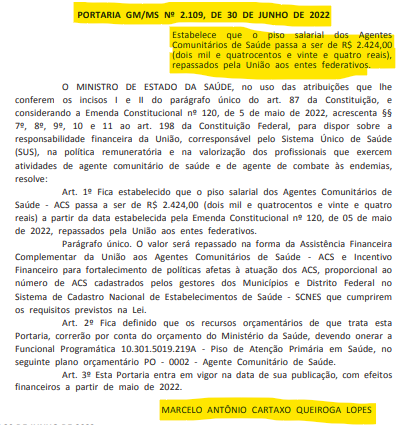 PORTARIA GM/MS Nº 2.109, DE 30 DE JUNHO DE 2022
Estabelece que o piso salarial dos Agentes
Comunitários de Saúde passa a ser de R$ 2.424,00
(dois mil e quatrocentos e vinte e quatro reais),
repassados pela União aos entes federativos.
O MINISTRO DE ESTADO DA SAÚDE, no uso das atribuições que lhe
conferem os incisos I e II do parágrafo único do art. 87 da Constituição, e
considerando a Emenda Constitucional nº 120, de 5 de maio de 2022, acrescenta §§
7º, 8º, 9º, 10 e 11 ao art. 198 da Constituição Federal, para dispor sobre a
responsabilidade financeira da União, corresponsável pelo Sistema Único de Saúde
(SUS), na política remuneratória e na valorização dos profissionais que exercem
atividades de agente comunitário de saúde e de agente de combate às endemias,
resolve:
Art. 1º Fica estabelecido que o piso salarial dos Agentes Comunitários de
Saúde - ACS passa a ser de R$ 2.424,00 (dois mil e quatrocentos e vinte e quatro
reais) a partir da data estabelecida pela Emenda Constitucional nº 120, de 05 de maio
de 2022, repassados pela União aos entes federativos.
Parágrafo único. O valor será repassado na forma da Assistência Financeira
Complementar da União aos Agentes Comunitários de Saúde - ACS e Incentivo
Financeiro para fortalecimento de políticas afetas à atuação dos ACS, proporcional ao
número de ACS cadastrados pelos gestores dos Municípios e Distrito Federal no
Sistema de Cadastro Nacional de Estabelecimentos de Saúde - SCNES que cumprirem
os requisitos previstos na Lei.
Art. 2º Fica definido que os recursos orçamentários de que trata esta
Portaria, correrão por conta do orçamento do Ministério da Saúde, devendo onerar a
Funcional Programática 10.301.5019.219A - Piso de Atenção Primária em Saúde, no
seguinte plano orçamentário PO - 0002 - Agente Comunitário de Saúde.
Art. 3º Esta Portaria entra em vigor na data de sua publicação, com efeitos
financeiros a partir de maio de 2022.
MARCELO ANTÔNIO CARTAXO QUEIROGA LOPES